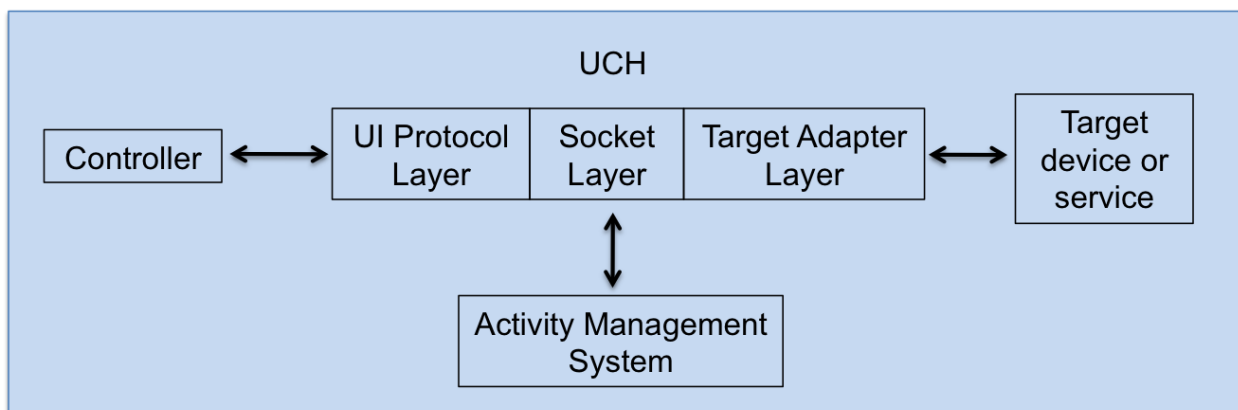 UCH
Controller
UI Protocol
Layer
Socket
Layer
Target Adapter
Layer
Target
device or
service
Activity Management
System